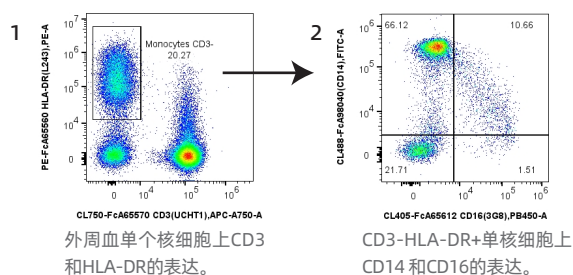 1
PE-FcA65560 HLA-DR(L243),PE-A
10⁶
10⁵
10⁴
0
Monocytes CD3-
20.27
0
10⁴
10⁵
10⁶
CL750-FcA65570 CD3(UCHT1),APC-A750-A
外周血单个核细胞上CD3
和HLA-DR的表达。
2
CL488-FcA98040(CD14),FITC-A
10⁶
10⁵
10⁴
0
66.12
10.66
21.71
1.51
0
10⁴
10⁵
10⁶
CL405-FcA65612 CD16(3G8),PB450-A
CD3-HLA-DR+单核细胞上
CD14 和CD16的表达。